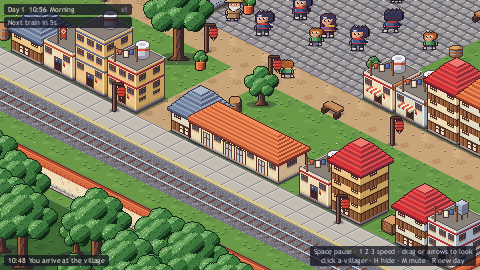 Day 1 10:56 Morning x1
Next train in 5s
10:48 You arrive at the village
Space pause · 1 2 3 speed · drag or arrows to look
click a villager · H hide · M mute · R new day